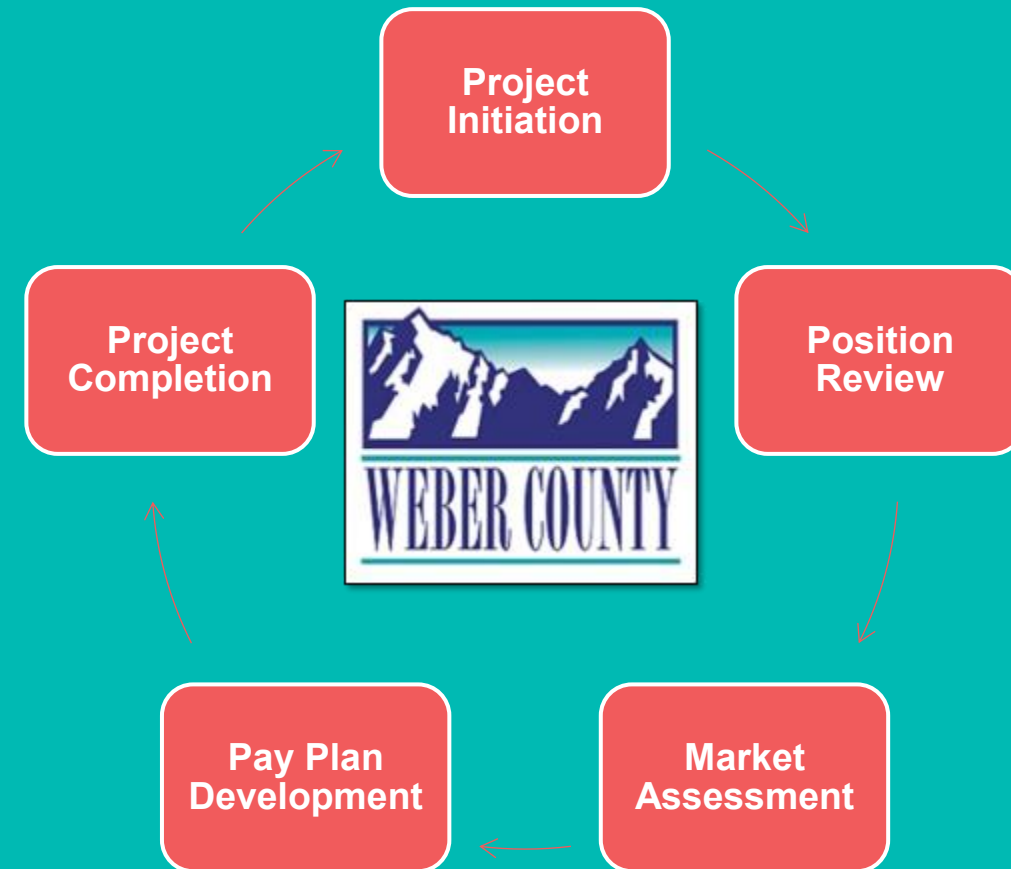 Project
Initiation
Position
Review
Market
Assessment
Pay Plan
Development
Project
Completion
WEBER COUNTY